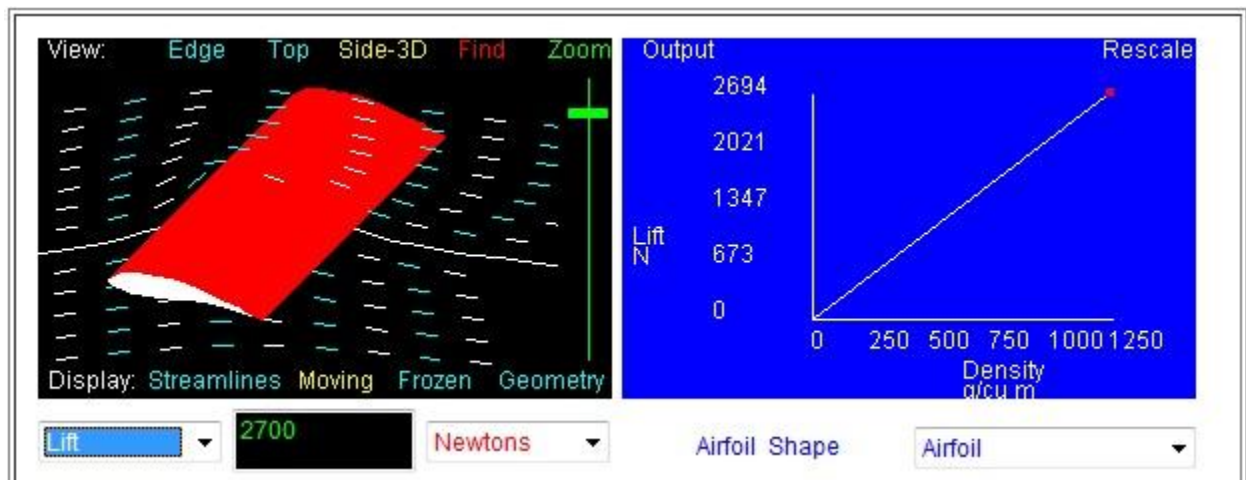 View: Edge Top Side-3D Find Zoom
Display: Streamlines Moving Frozen Geometry
Lift 2700 Newtons
Output Rescale
2694
2021
1347
Lift
N
673
0
0 250 500 750 1000 1250
Density
g/cu m
Airfoil Shape Airfoil